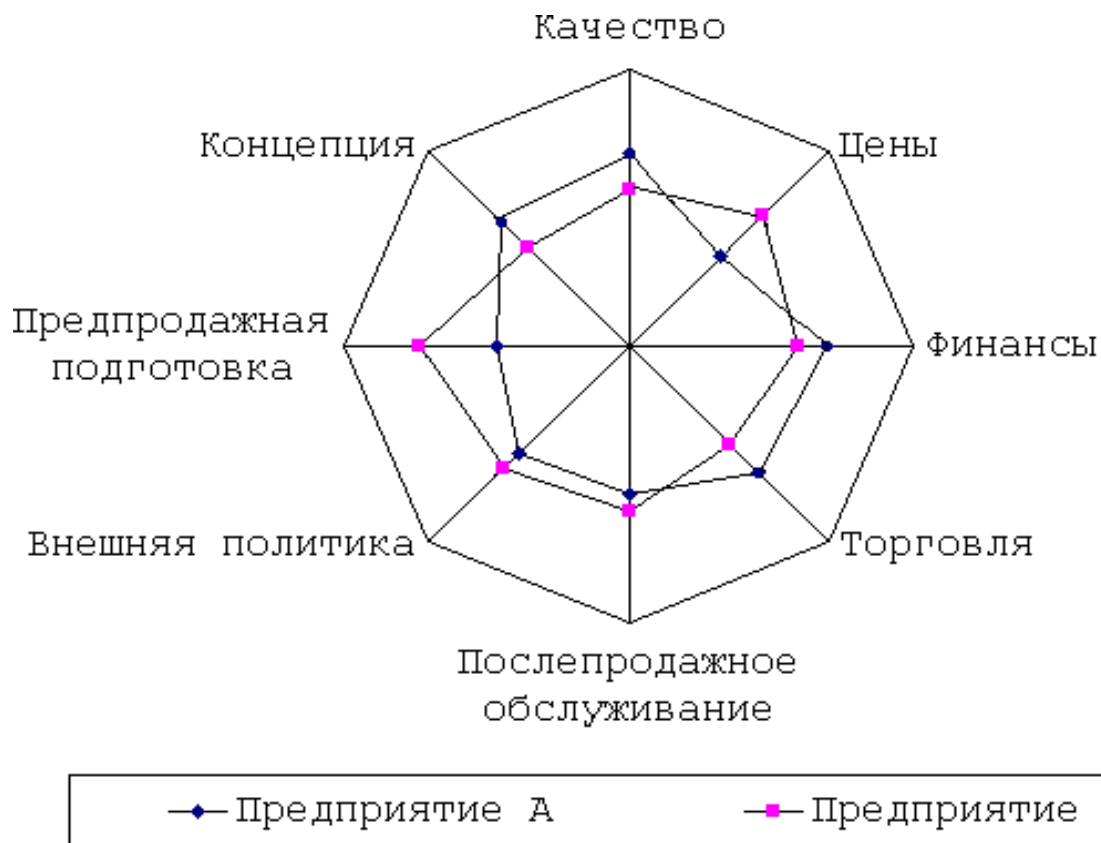 Качество
Концепция
Цены
Предпродажная
подготовка
Финансы
Внешняя политика
Торговля
Послепродажное
обслуживание
Предприятие А
Предприятие